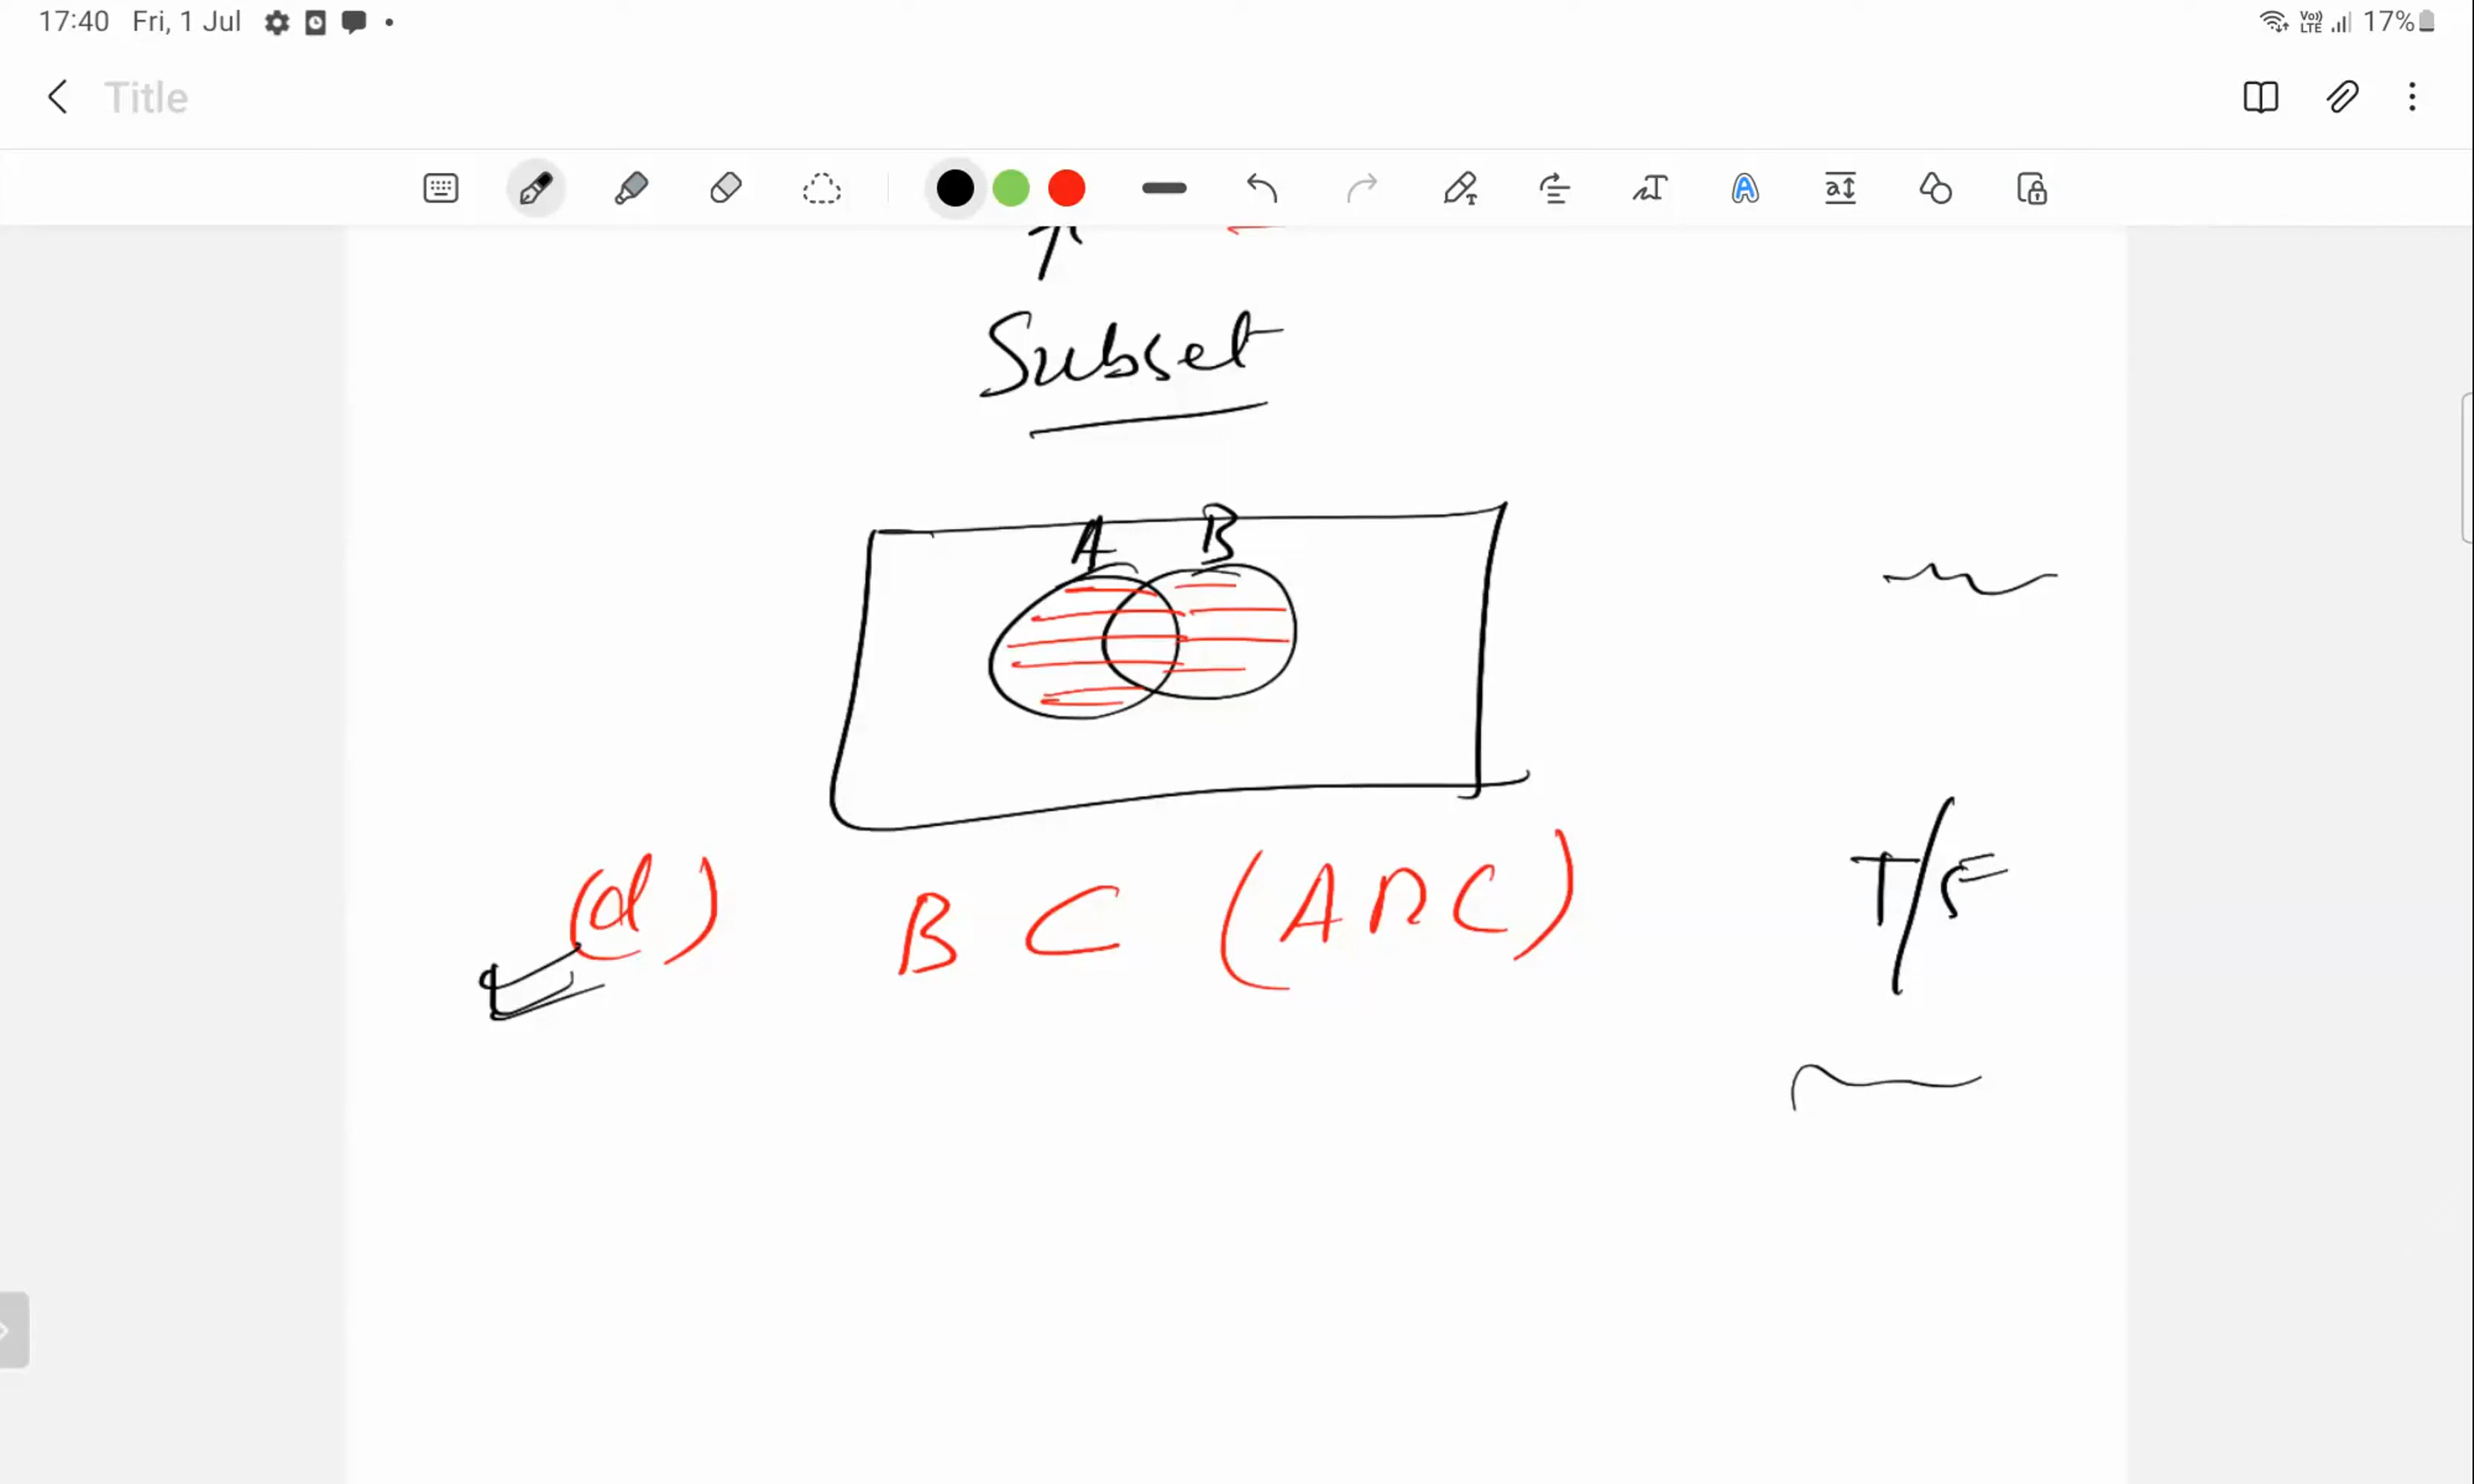 17:40 Fri, 1 Jul 17%
Title
Subset
A B
(d) B ⊂ (A∩C) T/F